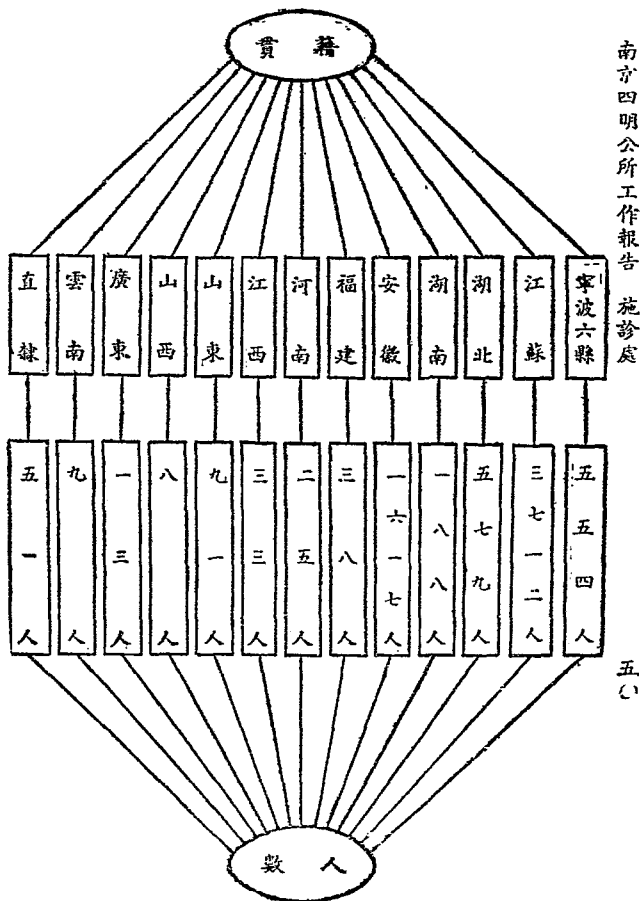 南京四明公所工作報告 施診處
五〇
籍貫
寧波六縣
江蘇
湖北
湖南
安徽
福建
河南
江西
山東
山西
廣東
雲南
直隸
五五四人
三七一二人
五七九人
一八八人
一六一七人
三八人
二五人
三三人
九一人
八人
一三人
九人
五一人
人數